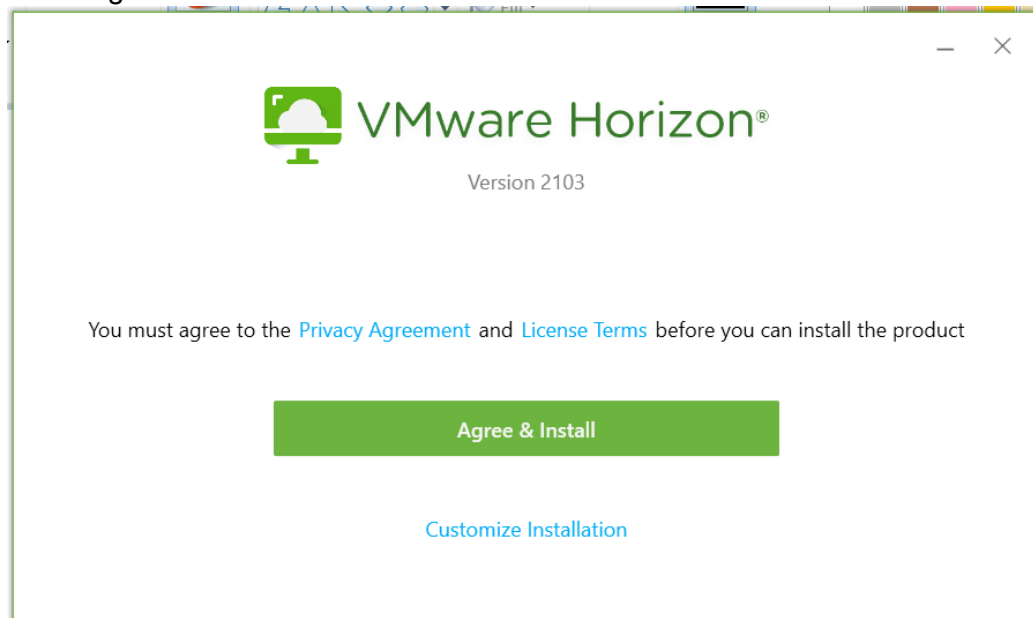 Fill
VMware Horizon®
Version 2103
You must agree to the Privacy Agreement and License Terms before you can install the product
Agree & Install
Customize Installation